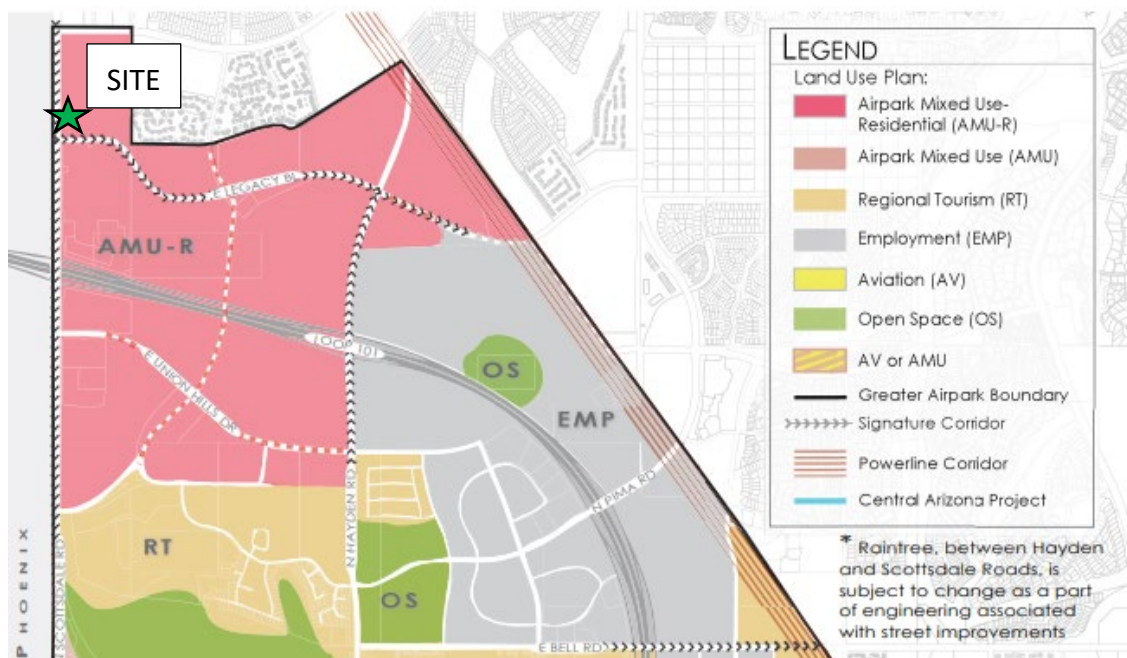 SITE
E LEGACY BL
AMU-R
LOOP 101
E UNION HILLS DR
OS
EMP
N HAYDEN RD
N PIMA RD
RT
OS
PHOENIX
SCOTTSDALE RD
E BELL RD
LEGEND
Land Use Plan:
Airpark Mixed Use-
Residential (AMU-R)
Airpark Mixed Use (AMU)
Regional Tourism (RT)
Employment (EMP)
Aviation (AV)
Open Space (OS)
AV or AMU
Greater Airpark Boundary
Signature Corridor
Powerline Corridor
Central Arizona Project
* Raintree, between Hayden
and Scottsdale Roads, is
subject to change as a part
of engineering associated
with street improvements